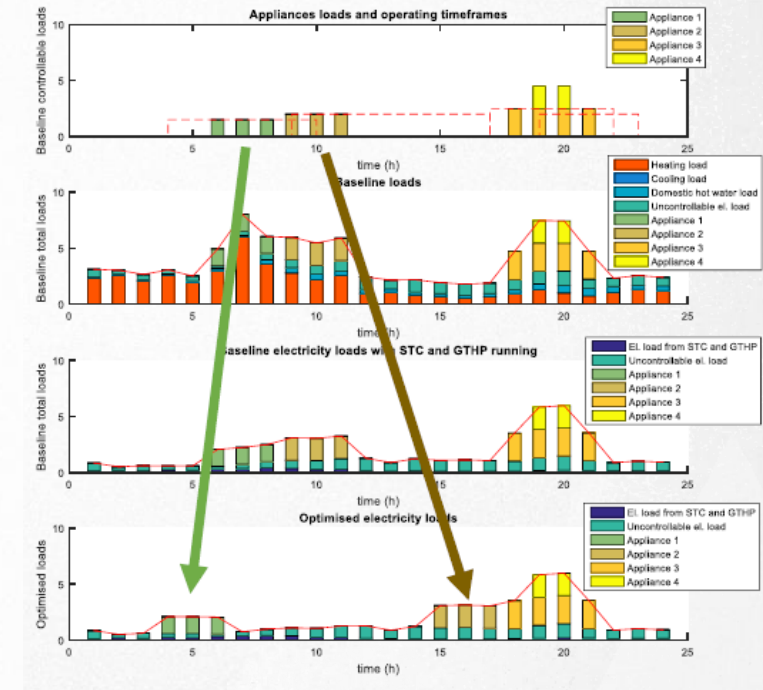 Appliances loads and operating timeframes
Baseline controllable loads
10
5
0
0 5 10 15 20 25
time (h)
Appliance 1
Appliance 2
Appliance 3
Appliance 4
Baseline loads
Baseline total loads
10
5
0
0 5 10 15 20 25
time (h)
Heating load
Cooling load
Domestic hot water load
Uncontrollable el. load
Appliance 1
Appliance 2
Appliance 3
Appliance 4
Baseline electricity loads with STC and GTHP running
Baseline total loads
10
5
0
0 5 10 15 20 25
time (h)
El. load from STC and GTHP
Uncontrollable el. load
Appliance 1
Appliance 2
Appliance 3
Appliance 4
Optimised electricity loads
Optimised loads
10
5
0
0 5 10 15 20 25
time (h)
El. load from STC and GTHP
Uncontrollable el. load
Appliance 1
Appliance 2
Appliance 3
Appliance 4